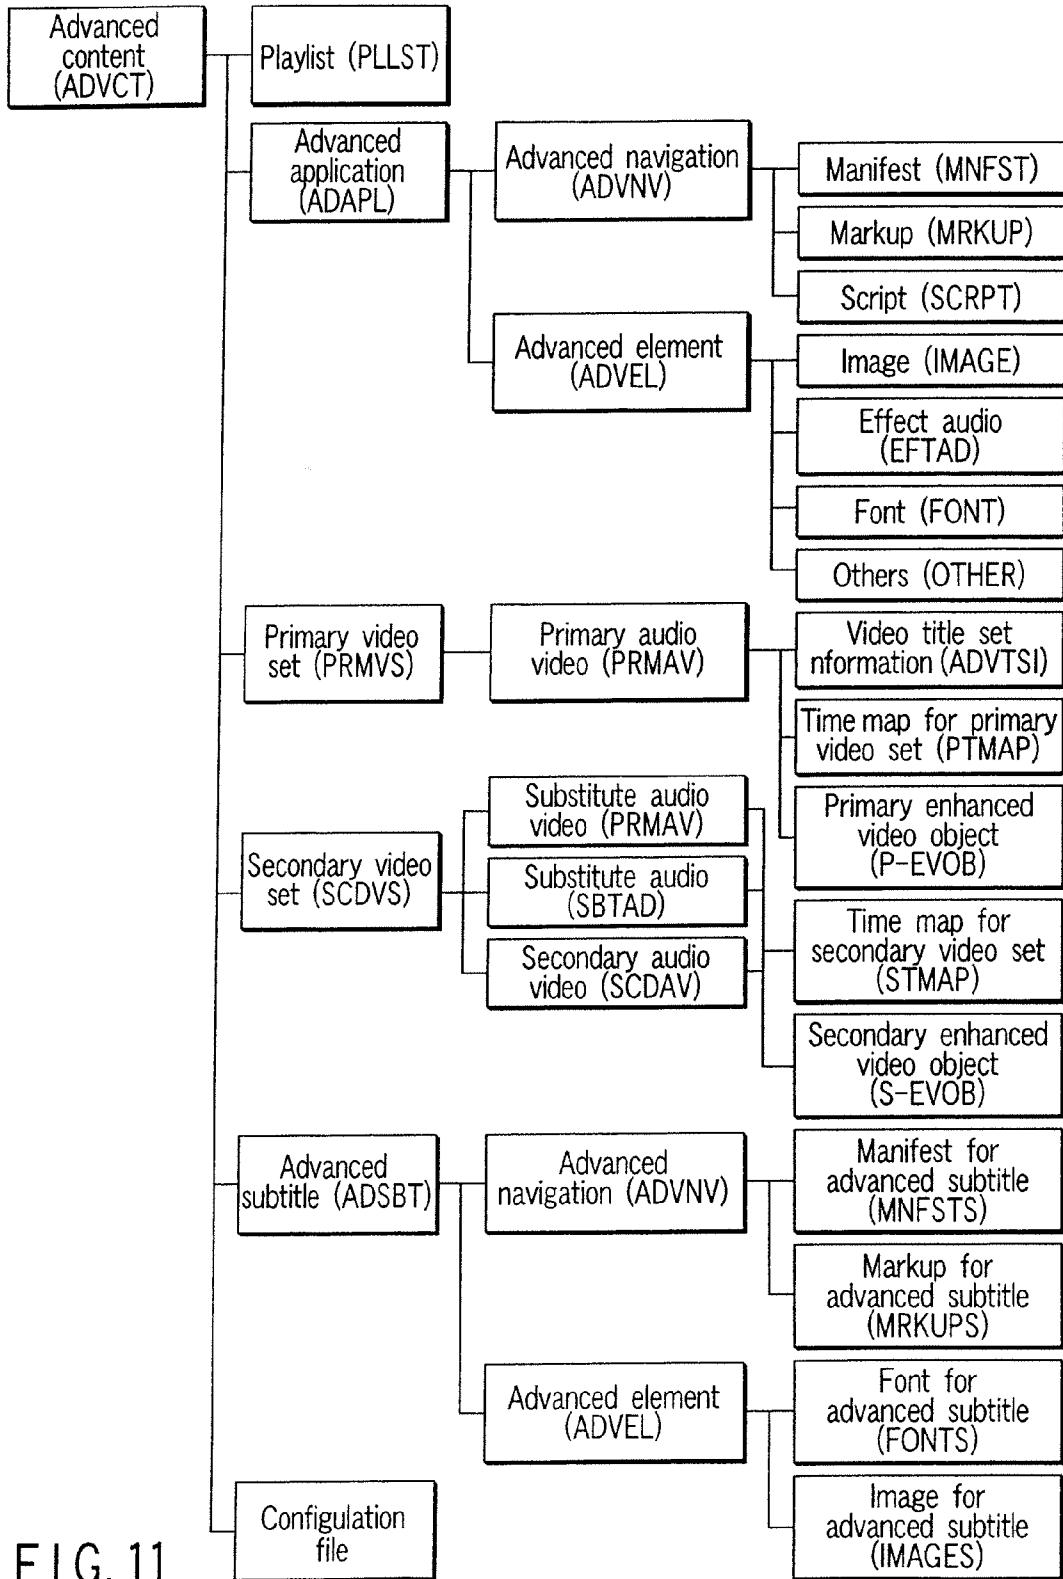 Advanced
content
(ADVCT)
Playlist (PLLST)
Advanced
application
(ADAPL)
Advanced navigation
(ADVNV)
Manifest (MNFST)
Markup (MRKUP)
Script (SCRPT)
Advanced element
(ADVEL)
Image (IMAGE)
Effect audio
(EFTAD)
Font (FONT)
Others (OTHER)
Primary video
set (PRMVS)
Primary audio
video (PRMAV)
Video title set
nformation (ADVTSI)
Time map for primary
video set (PTMAP)
Primary enhanced
video object
(P-EVOB)
Secondary video
set (SCDVS)
Substitute audio
video (PRMAV)
Substitute audio
(SBTAD)
Secondary audio
video (SCDAV)
Time map for
secondary video set
(STMAP)
Secondary enhanced
video object
(S-EVOB)
Advanced
subtitle (ADSBT)
Advanced
navigation (ADVNV)
Manifest for
advanced subtitle
(MNFSTS)
Markup for
advanced subtitle
(MRKUPS)
Advanced element
(ADVEL)
Font for
advanced subtitle
(FONTS)
Image for
advanced subtitle
(IMAGES)
Configulation
file
FIG. 11